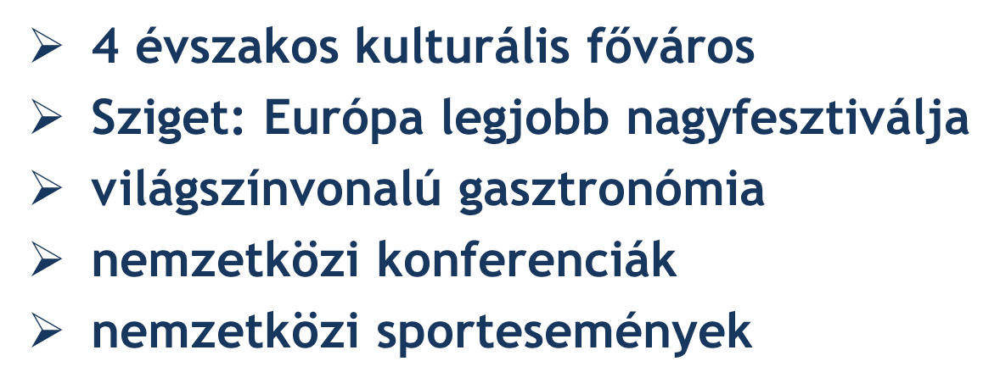 ➢ 4 évszakos kulturális főváros
➢ Sziget: Európa legjobb nagyfesztiválja
➢ világszínvonalú gasztronómia
➢ nemzetközi konferenciák
➢ nemzetközi sportesemények